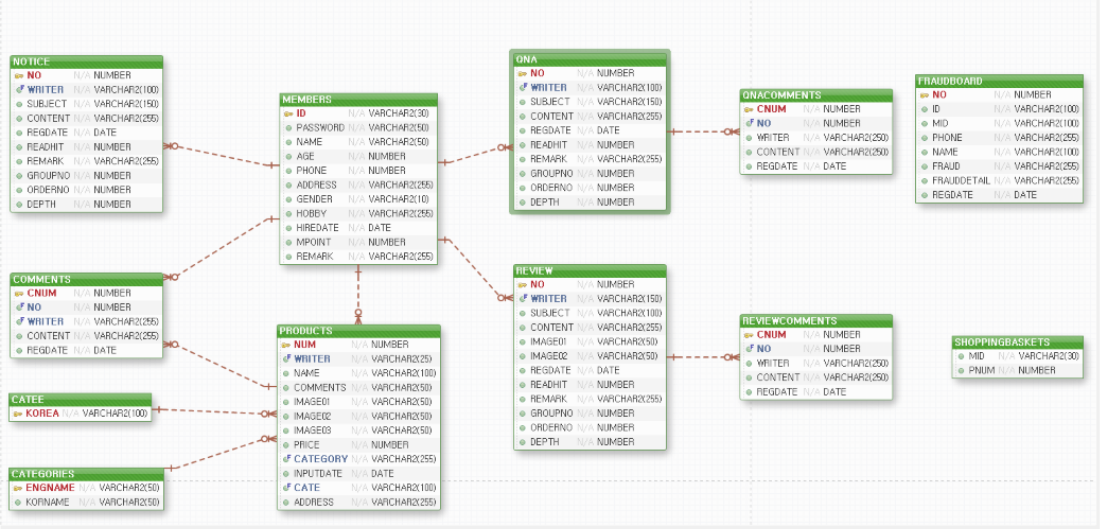 NOTICE
NO N/A NUMBER
WRITER N/A VARCHAR2(100)
SUBJECT N/A VARCHAR2(150)
CONTENT N/A VARCHAR2(255)
REGDATE N/A DATE
READHIT N/A NUMBER
REMARK N/A VARCHAR2(255)
GROUPNO N/A NUMBER
ORDERNO N/A NUMBER
DEPTH N/A NUMBER
MEMBERS
ID N/A VARCHAR2(30)
PASSWORD N/A VARCHAR2(50)
NAME N/A VARCHAR2(50)
AGE N/A NUMBER
PHONE N/A NUMBER
ADDRESS N/A VARCHAR2(255)
GENDER N/A VARCHAR2(10)
HOBBY N/A VARCHAR2(255)
HIREDATE N/A DATE
MPOINT N/A NUMBER
REMARK N/A VARCHAR2(255)
QNA
NO N/A NUMBER
WRITER N/A VARCHAR2(100)
SUBJECT N/A VARCHAR2(150)
CONTENT N/A VARCHAR2(255)
REGDATE N/A DATE
READHIT N/A NUMBER
REMARK N/A VARCHAR2(255)
GROUPNO N/A NUMBER
ORDERNO N/A NUMBER
DEPTH N/A NUMBER
QNACOMMENTS
CNUM N/A NUMBER
NO N/A NUMBER
WRITER N/A VARCHAR2(250)
CONTENT N/A VARCHAR2(250)
REGDATE N/A DATE
FRAUDBOARD
NO N/A NUMBER
ID N/A VARCHAR2(100)
MID N/A VARCHAR2(100)
PHONE N/A VARCHAR2(255)
NAME N/A VARCHAR2(100)
FRAUD N/A VARCHAR2(255)
FRAUDDETAIL N/A VARCHAR2(255)
REGDATE N/A DATE
COMMENTS
CNUM N/A NUMBER
NO N/A NUMBER
WRITER N/A VARCHAR2(255)
CONTENT N/A VARCHAR2(255)
REGDATE N/A DATE
CATEE
KOREA N/A VARCHAR2(100)
CATEGORIES
ENGNAME N/A VARCHAR2(50)
KORNAME N/A VARCHAR2(50)
PRODUCTS
NUM N/A NUMBER
WRITER N/A VARCHAR2(25)
NAME N/A VARCHAR2(100)
COMMENTS N/A VARCHAR2(50)
IMAGE01 N/A VARCHAR2(50)
IMAGE02 N/A VARCHAR2(50)
IMAGE03 N/A VARCHAR2(50)
PRICE N/A NUMBER
CATEGORY N/A VARCHAR2(255)
INPUTDATE N/A DATE
CATE N/A VARCHAR2(100)
ADDRESS N/A VARCHAR2(255)
REVIEW
NO N/A NUMBER
WRITER N/A VARCHAR2(150)
SUBJECT N/A VARCHAR2(100)
CONTENT N/A VARCHAR2(255)
IMAGE01 N/A VARCHAR2(50)
IMAGE02 N/A VARCHAR2(50)
REGDATE N/A DATE
READHIT N/A NUMBER
REMARK N/A VARCHAR2(255)
GROUPNO N/A NUMBER
ORDERNO N/A NUMBER
DEPTH N/A NUMBER
REVIEWCOMMENTS
CNUM N/A NUMBER
NO N/A NUMBER
WRITER N/A VARCHAR2(250)
CONTENT N/A VARCHAR2(250)
REGDATE N/A DATE
SHOPPINGBASKETS
MID N/A VARCHAR2(30)
PNUM N/A NUMBER